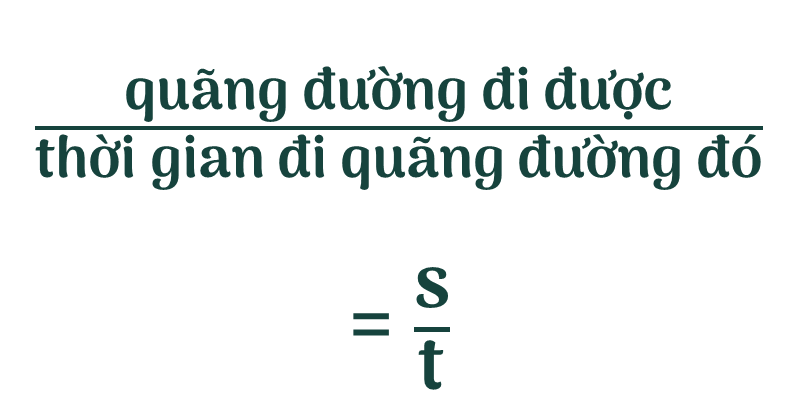 quãng đường đi được
thời gian đi quãng đường đó
= s
t